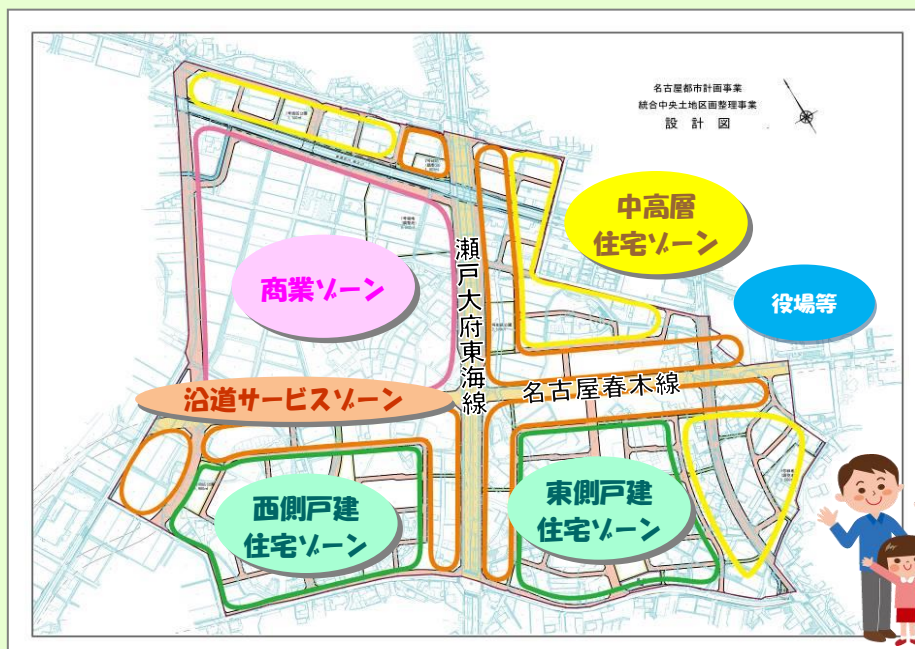 名古屋都市計画事業
統合中央土地区画整理事業
設計図
中高層
住宅ゾーン
商業ゾーン
瀬戸大府東海線
役場等
沿道サービスゾーン
名古屋春木線
西側戸建
住宅ゾーン
東側戸建
住宅ゾーン